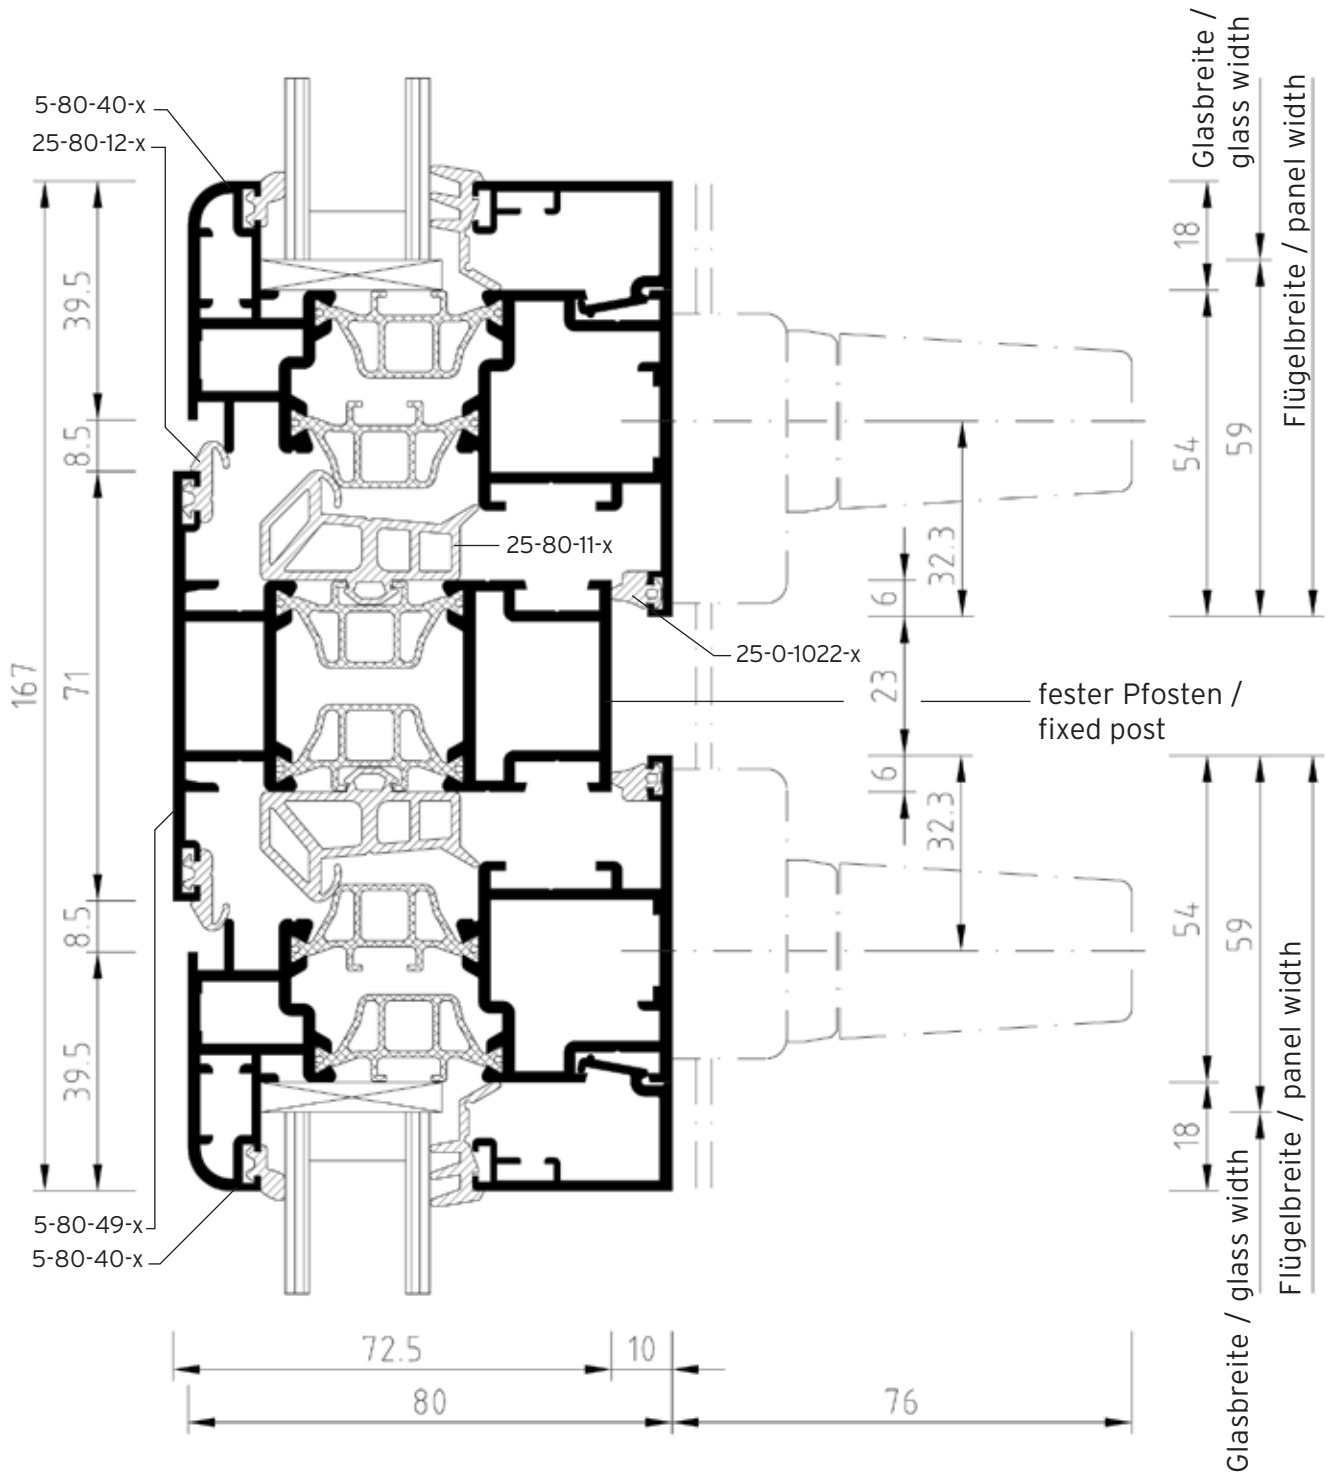 Glasbreite /
glass width
Flügelbreite / panel width
5-80-40-x
25-80-12-x
18
39.5
54
59
8.5
25-80-11-x
32.3
6
25-0-1022-x
167
71
23
fester Pfosten /
fixed post
6
32.3
8.5
54
59
39.5
18
5-80-49-x
5-80-40-x
Glasbreite / glass width
Flügelbreite / panel width
72.5
10
80
76